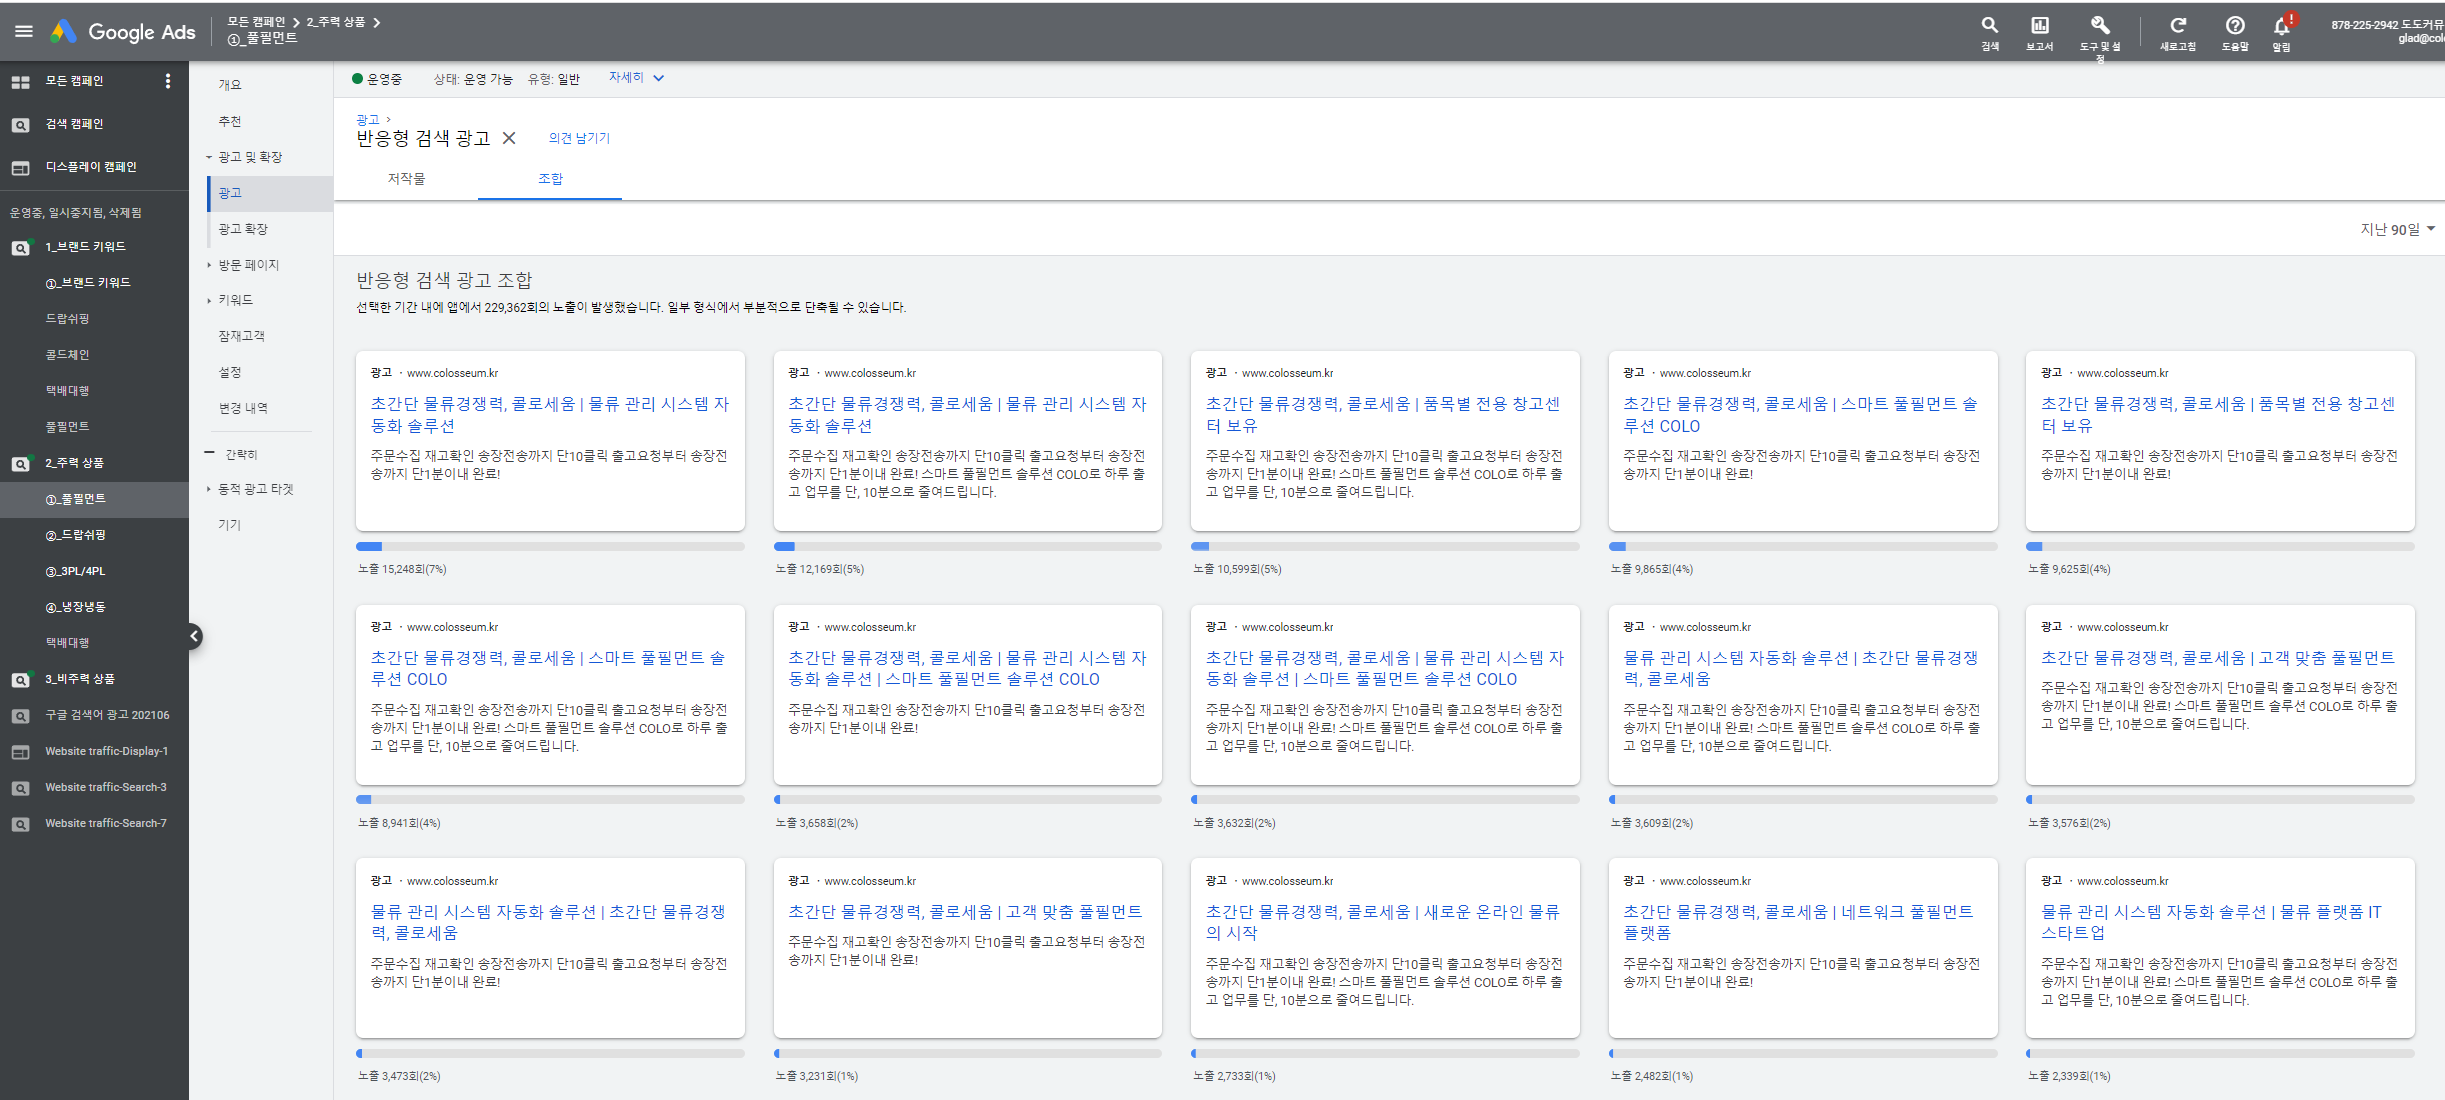 Google Ads
모든 캠페인 > 2_주력 상품 >
①_풀필먼트
검색
보고서
도구 및 설
정
새로고침
도움말
알림
!
878-225-2942 도도커뮤
glad@col
모든 캠페인
검색 캠페인
디스플레이 캠페인
운영중, 일시중지됨, 삭제됨
1_브랜드 키워드
①_브랜드 키워드
드랍쉬핑
콜드체인
택배대행
풀필먼트
2_주력 상품
①_풀필먼트
②_드랍쉬핑
③_3PL/4PL
④_냉장냉동
택배대행
3_비주력 상품
구글 검색어 광고 202106
Website traffic-Display-1
Website traffic-Search-3
Website traffic-Search-7
개요
추천
광고 및 확장
광고
광고 확장
방문 페이지
키워드
잠재고객
설정
변경 내역
간략히
동적 광고 타겟
기기
운영중 상태: 운영 가능 유형: 일반 자세히
광고 >
반응형 검색 광고 의견 남기기
저작물 조합
지난 90일
반응형 검색 광고 조합
선택한 기간 내에 앱에서 229,362회의 노출이 발생했습니다. 일부 형식에서 부분적으로 단축될 수 있습니다.
광고 · www.colosseum.kr
초간단 물류경쟁력, 콜로세움 | 물류 관리 시스템 자
동화 솔루션
주문수집 재고확인 송장전송까지 단10클릭 출고요청부터 송장전
송까지 단1분이내 완료!
노출 15,248회(7%)
광고 · www.colosseum.kr
초간단 물류경쟁력, 콜로세움 | 물류 관리 시스템 자
동화 솔루션
주문수집 재고확인 송장전송까지 단10클릭 출고요청부터 송장전
송까지 단1분이내 완료! 스마트 풀필먼트 솔루션 COLO로 하루 출
고 업무를 단, 10분으로 줄여드립니다.
노출 12,169회(5%)
광고 · www.colosseum.kr
초간단 물류경쟁력, 콜로세움 | 품목별 전용 창고센
터 보유
주문수집 재고확인 송장전송까지 단10클릭 출고요청부터 송장전
송까지 단1분이내 완료! 스마트 풀필먼트 솔루션 COLO로 하루 출
고 업무를 단, 10분으로 줄여드립니다.
노출 10,599회(5%)
광고 · www.colosseum.kr
초간단 물류경쟁력, 콜로세움 | 스마트 풀필먼트 솔
루션 COLO
주문수집 재고확인 송장전송까지 단10클릭 출고요청부터 송장전
송까지 단1분이내 완료!
노출 9,865회(4%)
광고 · www.colosseum.kr
초간단 물류경쟁력, 콜로세움 | 품목별 전용 창고센
터 보유
주문수집 재고확인 송장전송까지 단10클릭 출고요청부터 송장전
송까지 단1분이내 완료!
노출 9,625회(4%)
광고 · www.colosseum.kr
초간단 물류경쟁력, 콜로세움 | 스마트 풀필먼트 솔
루션 COLO
주문수집 재고확인 송장전송까지 단10클릭 출고요청부터 송장전
송까지 단1분이내 완료! 스마트 풀필먼트 솔루션 COLO로 하루 출
고 업무를 단, 10분으로 줄여드립니다.
노출 8,941회(4%)
광고 · www.colosseum.kr
초간단 물류경쟁력, 콜로세움 | 물류 관리 시스템 자
동화 솔루션 | 스마트 풀필먼트 솔루션 COLO
주문수집 재고확인 송장전송까지 단10클릭 출고요청부터 송장전
송까지 단1분이내 완료!
노출 3,658회(2%)
광고 · www.colosseum.kr
초간단 물류경쟁력, 콜로세움 | 물류 관리 시스템 자
동화 솔루션 | 스마트 풀필먼트 솔루션 COLO
주문수집 재고확인 송장전송까지 단10클릭 출고요청부터 송장전
송까지 단1분이내 완료! 스마트 풀필먼트 솔루션 COLO로 하루 출
고 업무를 단, 10분으로 줄여드립니다.
노출 3,632회(2%)
광고 · www.colosseum.kr
물류 관리 시스템 자동화 솔루션 | 초간단 물류경쟁
력, 콜로세움
주문수집 재고확인 송장전송까지 단10클릭 출고요청부터 송장전
송까지 단1분이내 완료! 스마트 풀필먼트 솔루션 COLO로 하루 출
고 업무를 단, 10분으로 줄여드립니다.
노출 3,609회(2%)
광고 · www.colosseum.kr
초간단 물류경쟁력, 콜로세움 | 고객 맞춤 풀필먼트
주문수집 재고확인 송장전송까지 단10클릭 출고요청부터 송장전
송까지 단1분이내 완료! 스마트 풀필먼트 솔루션 COLO로 하루 출
고 업무를 단, 10분으로 줄여드립니다.
노출 3,576회(2%)
광고 · www.colosseum.kr
물류 관리 시스템 자동화 솔루션 | 초간단 물류경쟁
력, 콜로세움
주문수집 재고확인 송장전송까지 단10클릭 출고요청부터 송장전
송까지 단1분이내 완료!
노출 3,473회(2%)
광고 · www.colosseum.kr
초간단 물류경쟁력, 콜로세움 | 고객 맞춤 풀필먼트
주문수집 재고확인 송장전송까지 단10클릭 출고요청부터 송장전
송까지 단1분이내 완료!
노출 3,231회(1%)
광고 · www.colosseum.kr
초간단 물류경쟁력, 콜로세움 | 새로운 온라인 물류
의 시작
주문수집 재고확인 송장전송까지 단10클릭 출고요청부터 송장전
송까지 단1분이내 완료! 스마트 풀필먼트 솔루션 COLO로 하루 출
고 업무를 단, 10분으로 줄여드립니다.
노출 2,733회(1%)
광고 · www.colosseum.kr
초간단 물류경쟁력, 콜로세움 | 네트워크 풀필먼트
플랫폼
주문수집 재고확인 송장전송까지 단10클릭 출고요청부터 송장전
송까지 단1분이내 완료!
노출 2,482회(1%)
광고 · www.colosseum.kr
물류 관리 시스템 자동화 솔루션 | 물류 플랫폼 IT
스타트업
주문수집 재고확인 송장전송까지 단10클릭 출고요청부터 송장전
송까지 단1분이내 완료! 스마트 풀필먼트 솔루션 COLO로 하루 출
고 업무를 단, 10분으로 줄여드립니다.
노출 2,339회(1%)